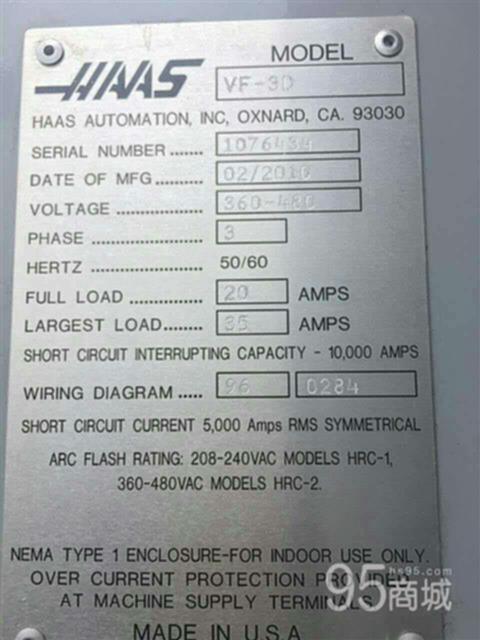 HAAS
MODEL VF-3D
HAAS AUTOMATION, INC, OXNARD, CA. 93030
SERIAL NUMBER ....... 1076434
DATE OF MFG ............ 02/2010
VOLTAGE .................. 360-480
PHASE ...................... 3
HERTZ ...................... 50/60
FULL LOAD .............. 20 AMPS
LARGEST LOAD........ 35 AMPS
SHORT CIRCUIT INTERRUPTING CAPACITY - 10,000 AMPS
WIRING DIAGRAM ..... 96 0284
SHORT CIRCUIT CURRENT 5,000 Amps RMS SYMMETRICAL
ARC FLASH RATING: 208-240VAC MODELS HRC-1,
360-480VAC MODELS HRC-2.
NEMA TYPE 1 ENCLOSURE-FOR INDOOR USE ONLY.
OVER CURRENT PROTECTION PROVIDED
AT MACHINE SUPPLY TERMINALS.
MADE IN U.S.A
hs95.com
95商城